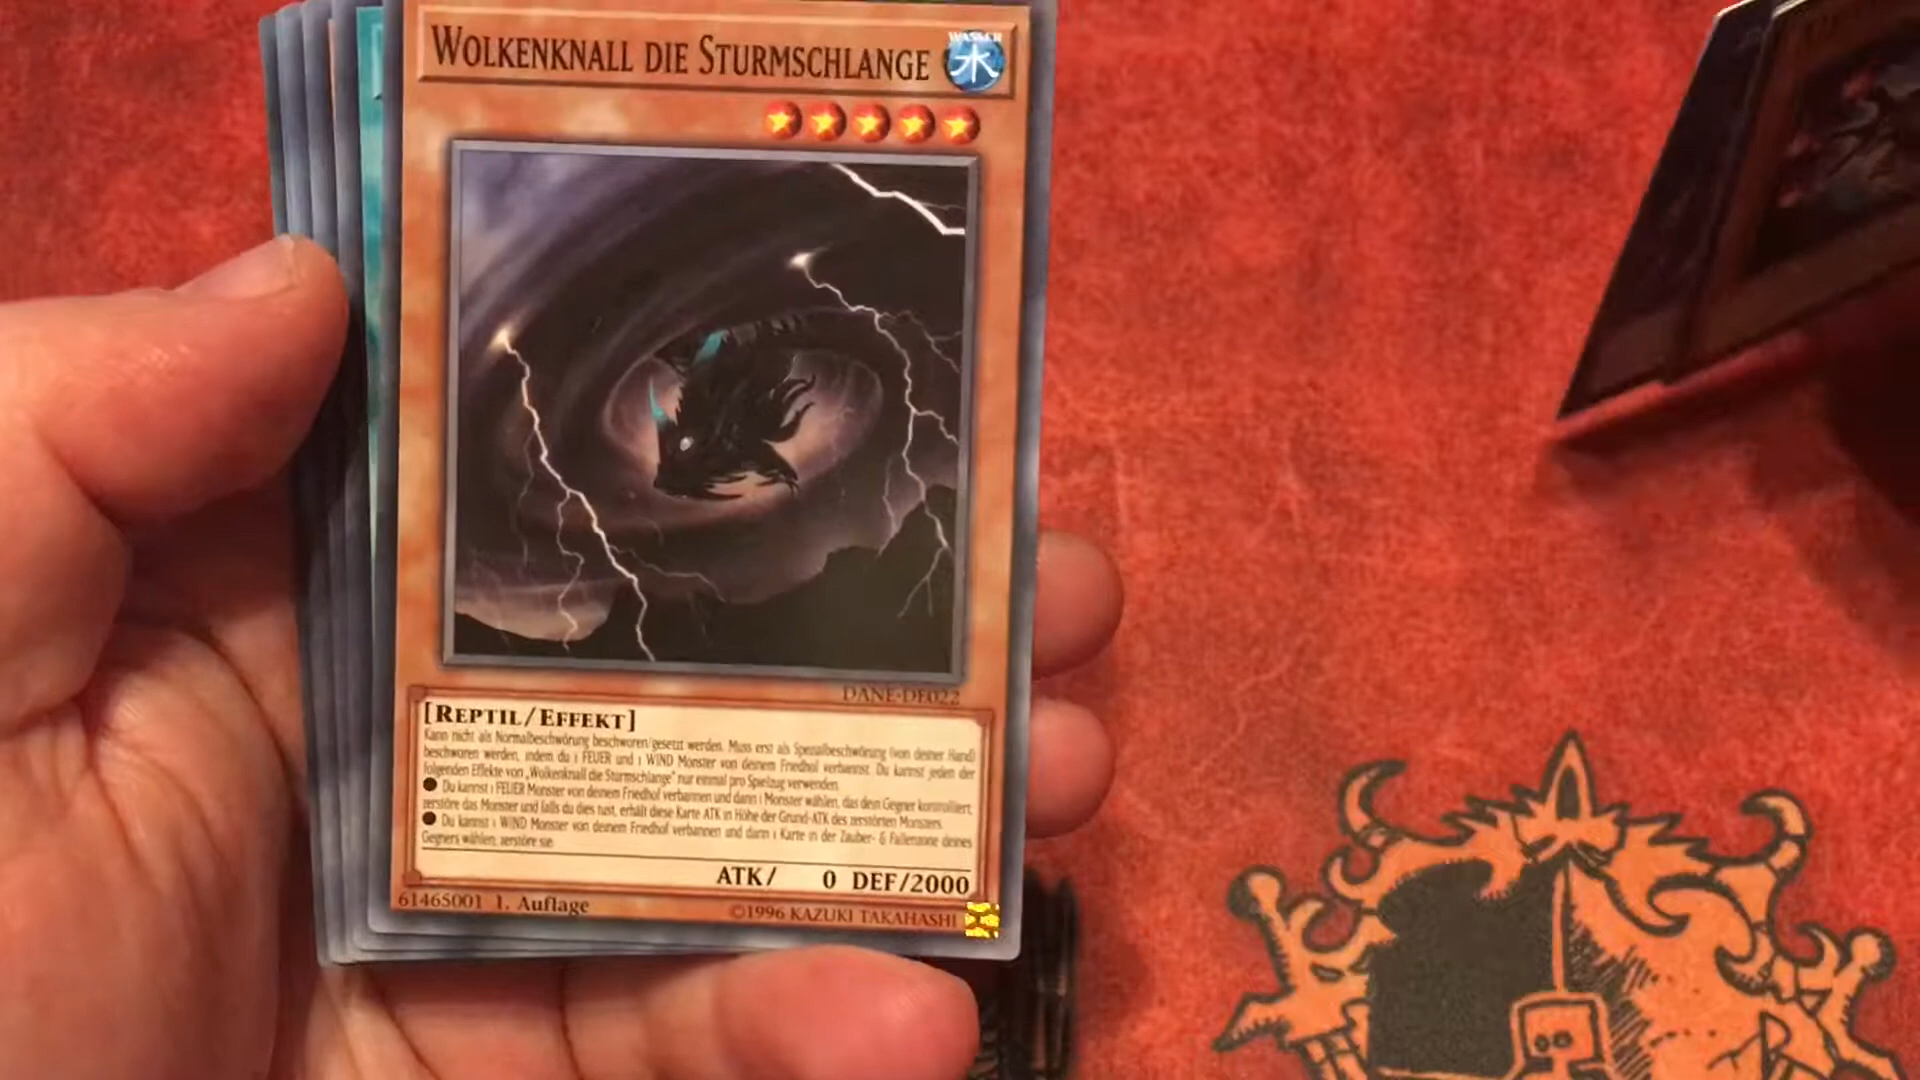 WOLKENKNALL DIE STURMSCHLANGE
WASSER
水
DANE-DE022
[REPTIL/EFFEKT]
Kann nicht als Normalbeschwörung beschworen/gesetzt werden. Muss erst als Spezialbeschwörung (von deiner Hand)
beschworen werden, indem du 1 FEUER und 1 WIND Monster von deinem Friedhof verbannst. Du kannst jeden der
folgenden Effekte von „Wolkenknall die Sturmschlange" nur einmal pro Spielzug verwenden.
● Du kannst 1 FEUER Monster von deinem Friedhof verbannen und dann 1 Monster wählen, das dein Gegner kontrolliert;
zerstöre das Monster und falls du dies tust, erhält diese Karte ATK in Höhe der Grund-ATK des zerstörten Monsters.
● Du kannst 1 WIND Monster von deinem Friedhof verbannen und dann 1 Karte in der Zauber- & Fallenzone deines
Gegners wählen; zerstöre sie.
ATK/ 0 DEF/2000
61465001 1. Auflage
©1996 KAZUKI TAKAHASHI